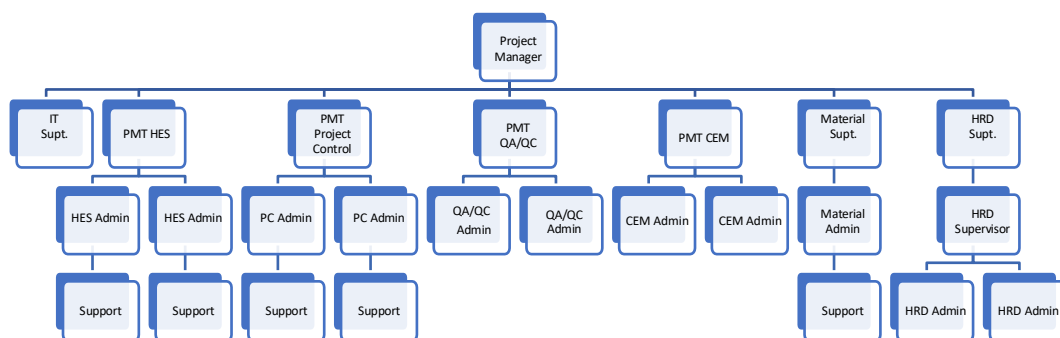 Project
Manager
IT
Supt.
PMT HES
PMT
Project
Control
PMT
QA/QC
PMT CEM
Material
Supt.
HRD
Supt.
HES Admin
HES Admin
PC Admin
PC Admin
QA/QC
Admin
QA/QC
Admin
CEM Admin
CEM Admin
Material
Admin
HRD
Supervisor
Support
Support
Support
Support
Support
HRD Admin
HRD Admin